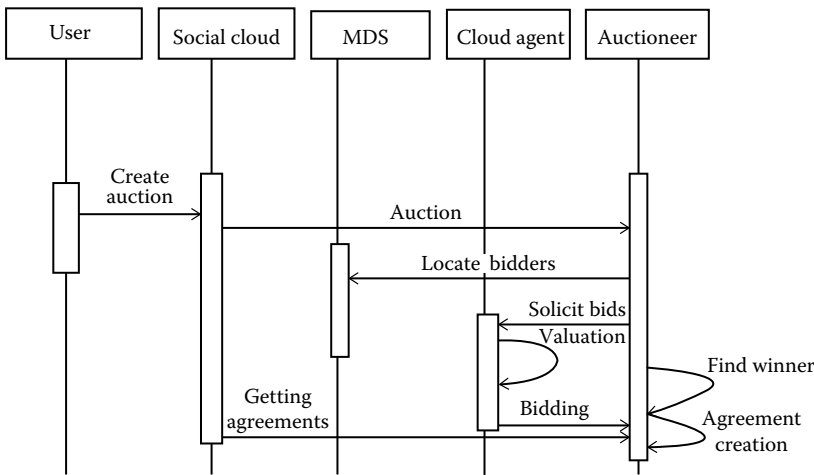 User
Social cloud
MDS
Cloud agent
Auctioneer
Create
auction
Auction
Locate bidders
Solicit bids
Valuation
Find winner
Getting
agreements
Bidding
Agreement
creation